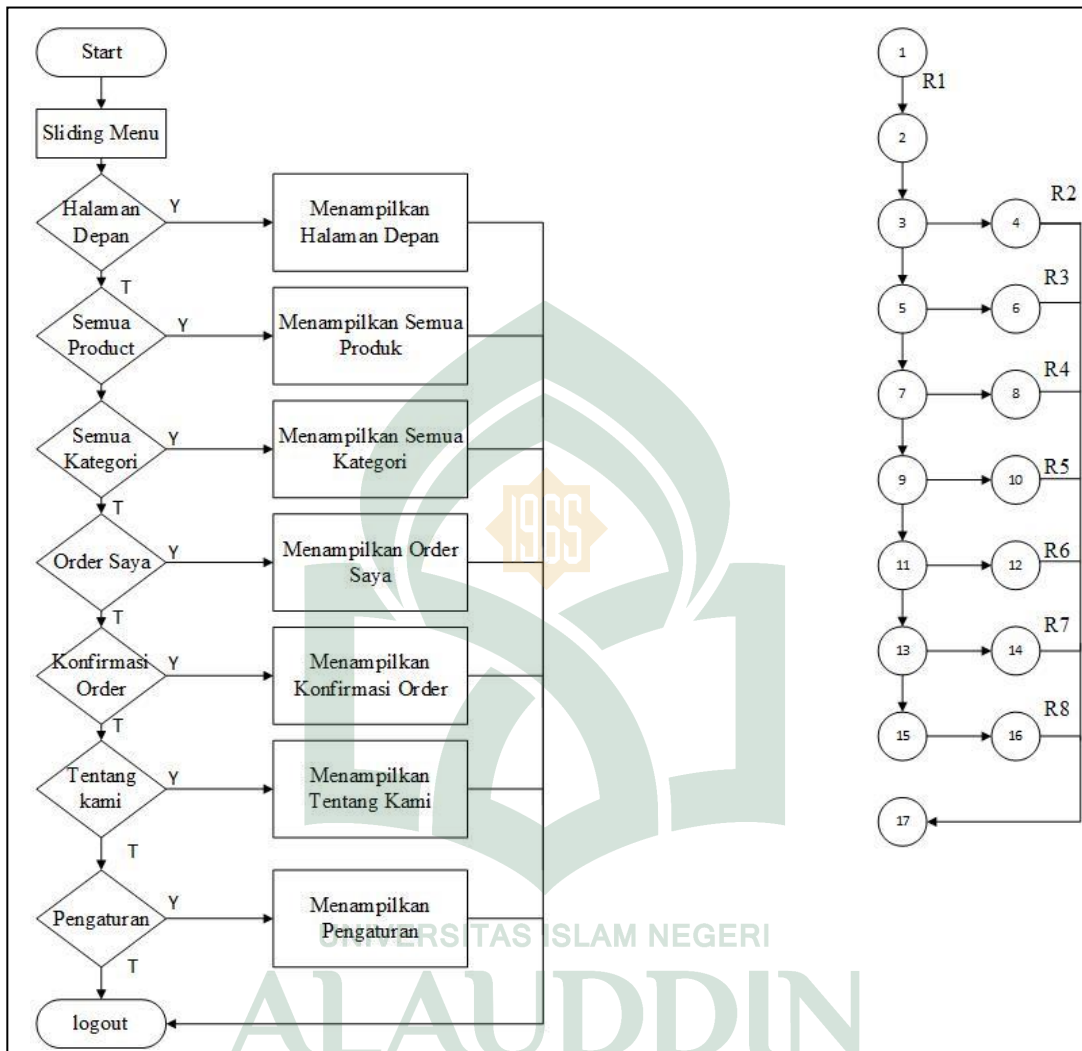 Start
Sliding Menu
Halaman
Depan
Y
Menampilkan
Halaman Depan
T
Semua
Product
Y
Menampilkan Semua
Produk
Semua
Kategori
Y
Menampilkan Semua
Kategori
T
Order Saya
Y
Menampilkan Order
Saya
T
Konfirmasi
Order
Y
Menampilkan
Konfirmasi Order
T
Tentang
kami
Y
Menampilkan
Tentang Kami
T
Pengaturan
Y
Menampilkan
Pengaturan
T
logout
1
R1
2
3
4
R2
5
6
R3
7
8
R4
9
10
R5
11
12
R6
13
14
R7
15
16
R8
17
1965
UNIVERSITAS ISLAM NEGERI
ALAUDDIN